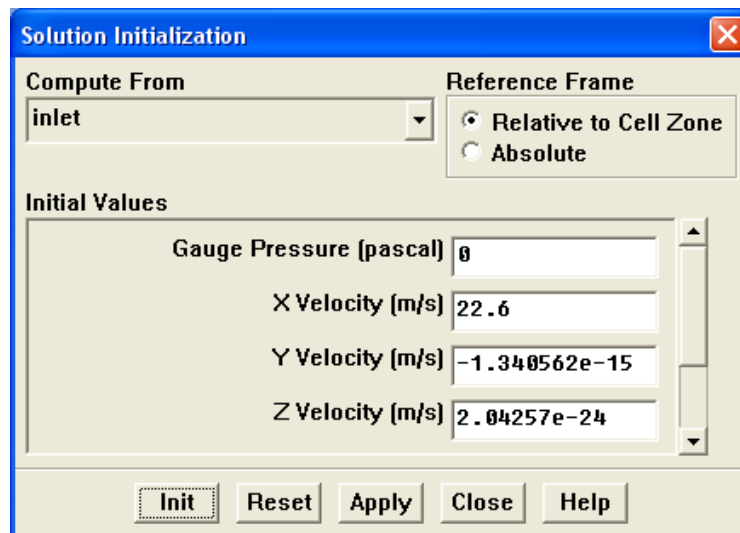 Solution Initialization
Compute From
Reference Frame
inlet
Relative to Cell Zone
Absolute
Initial Values
Gauge Pressure (pascal) 0
X Velocity (m/s) 22.6
Y Velocity (m/s) -1.340562e-15
Z Velocity (m/s) 2.04257e-24
Init Reset Apply Close Help